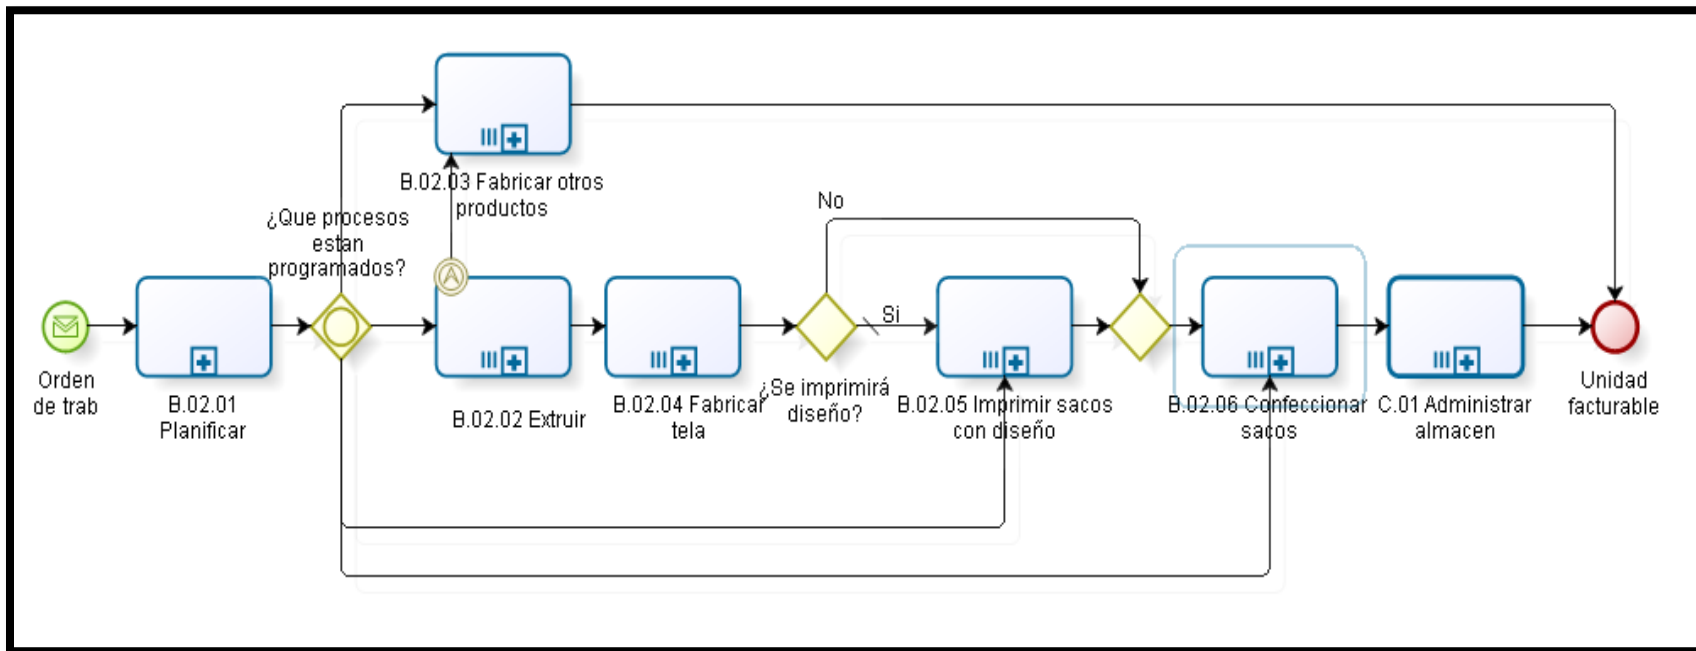 B.02.03 Fabricar otros
productos
¿Que procesos
estan
programados?
No
Si
Orden
de trab
B.02.01
Planificar
B.02.02 Extruir
B.02.04 Fabricar
tela
¿Se imprimirá
diseño?
B.02.05 Imprimir sacos
con diseño
B.02.06 Confeccionar
sacos
C.01 Administrar
almacen
Unidad
facturable